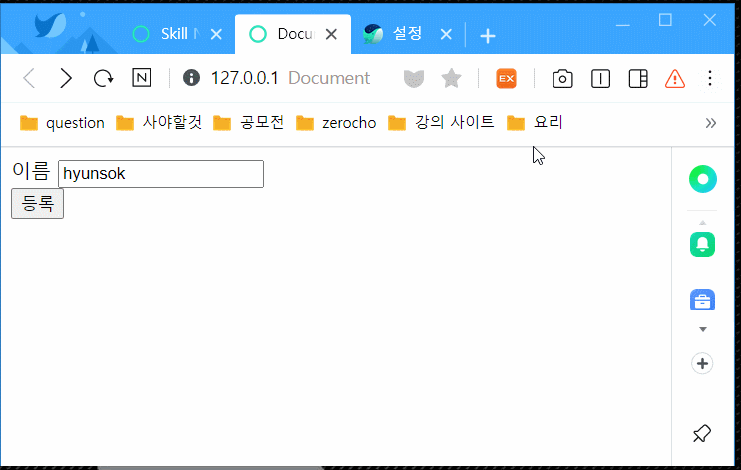 Skill N
Docu
설정
127.0.0.1 Document
EX
N
question 사야할것 공모전 zerocho 강의 사이트 요리
이름 hyunsok
등록